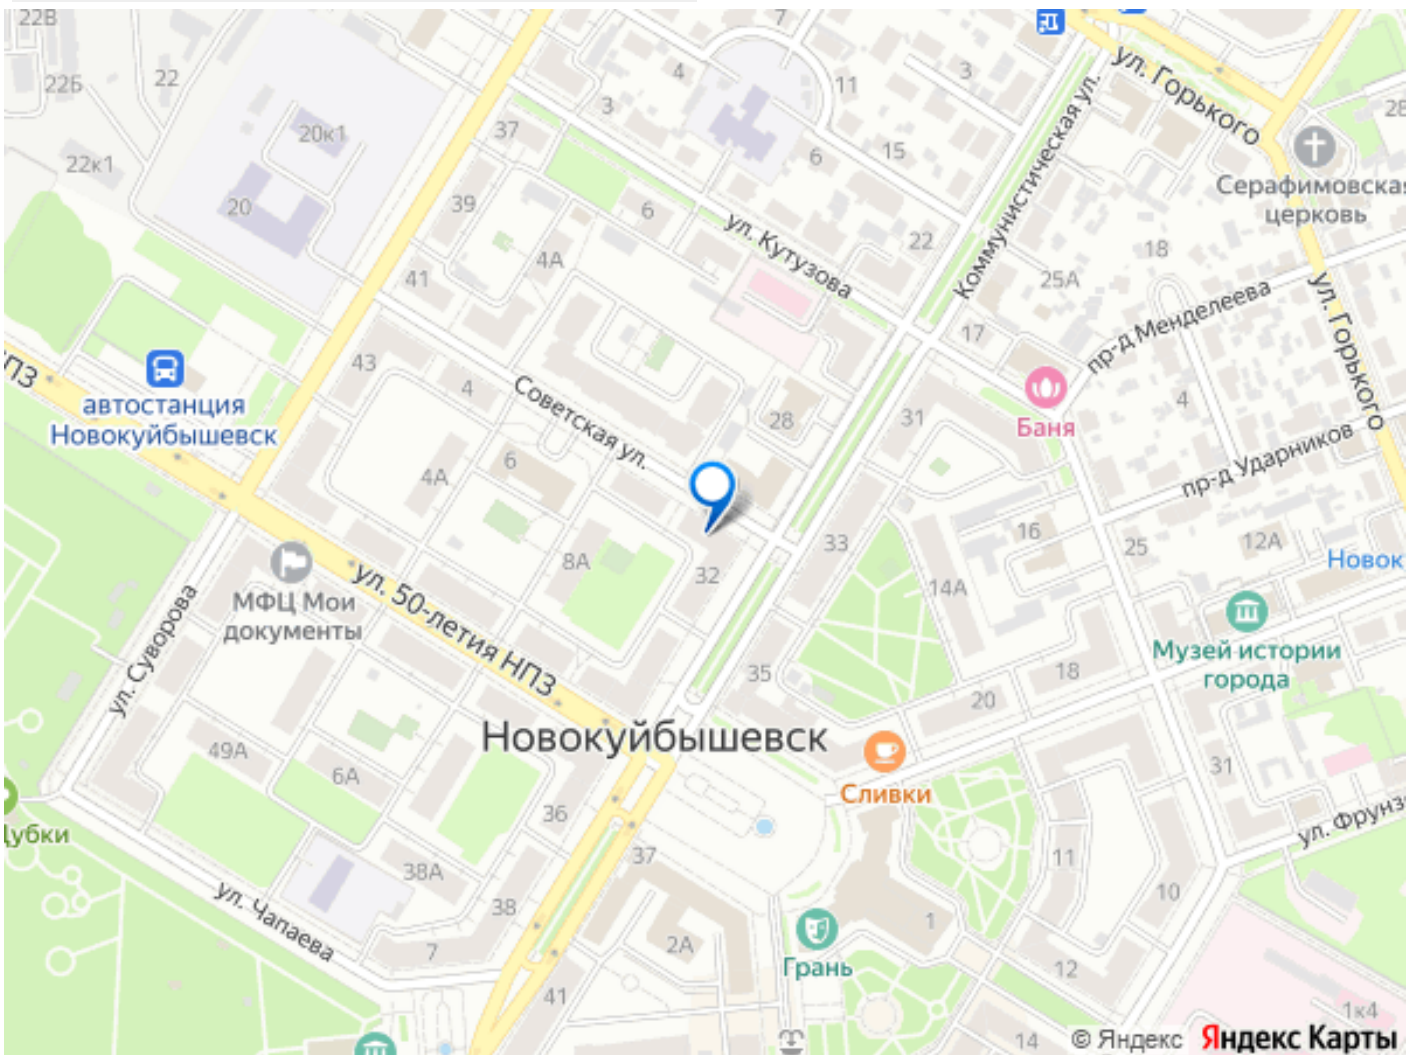 22В
7
4
11
3
ул. Горького
22Б
22
3
Коммунистическая ул.
2В
20к1
37
15
6
22к1
Серафимовская
церковь
20
39
6
ул. Кутузова
22
18
4А
25А
41
ул. Горького
17
пр-д Менделеева
НПЗ
43
4
Советская ул.
28
31
Баня
4
автостанция
Новокуйбышевск
пр-д Ударников
4А
6
16
33
25
12А
8А
32
14А
Новок
МФЦ Мои
документы
ул. 50-летия НПЗ
ул. Суворова
35
18
Музей истории
города
20
Новокуйбышевск
49А
6А
31
Сливки
36
ул. Фрунз
Дубки
37
11
38А
10
ул. Чапаева
38
1
7
2А
Грань
12
41
1к4
14
© Яндекс Яндекс Карты